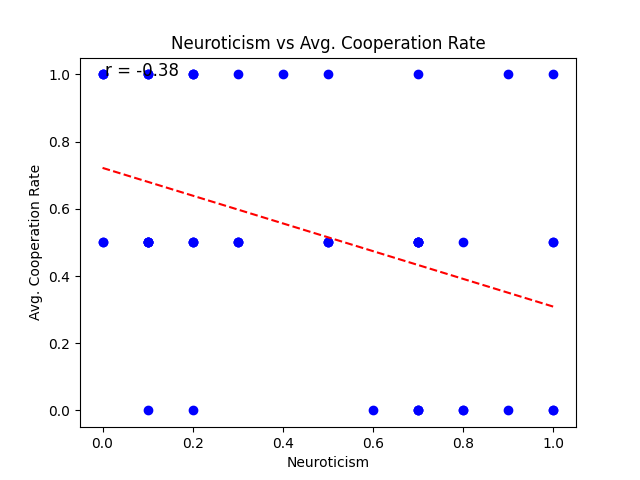 Neuroticism vs Avg. Cooperation Rate
r = -0.38
Avg. Cooperation Rate
1.0
0.8
0.6
0.4
0.2
0.0
0.0 0.2 0.4 0.6 0.8 1.0
Neuroticism